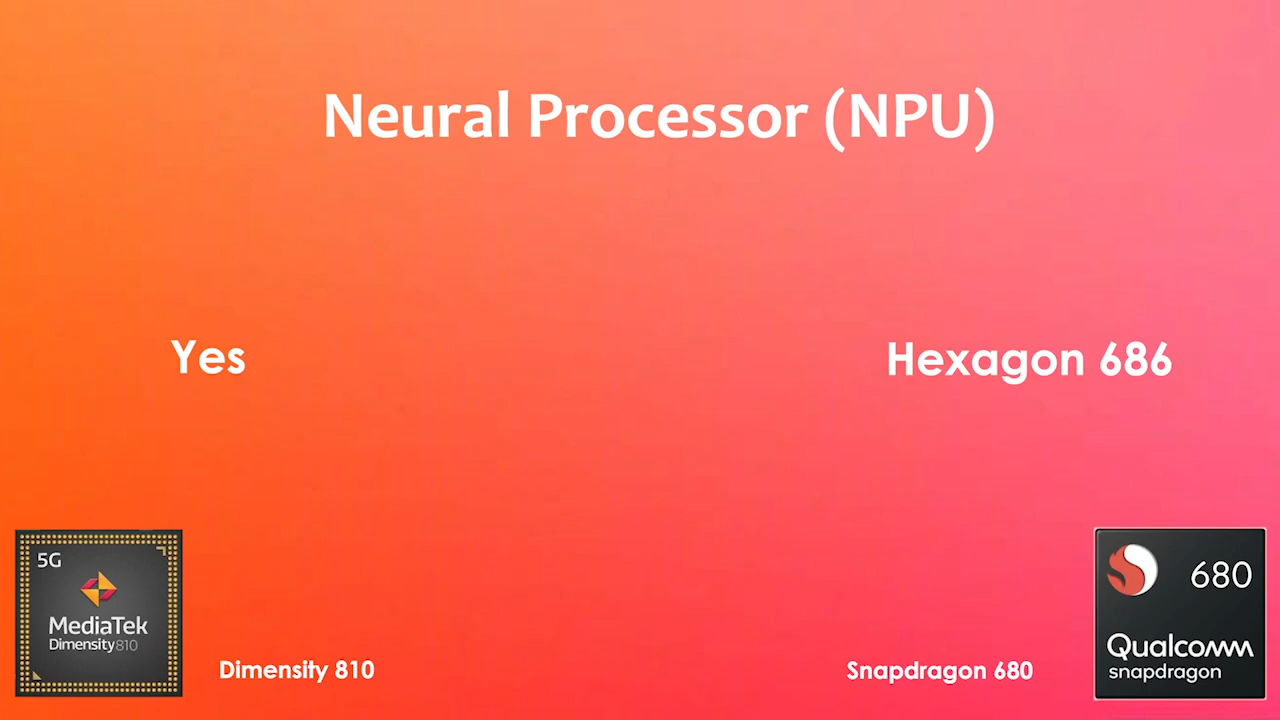 Neural Processor (NPU)
Yes
Hexagon 686
5G
MediaTek
Dimensity810
Dimensity 810
Snapdragon 680
680
Qualcomm
snapdragon